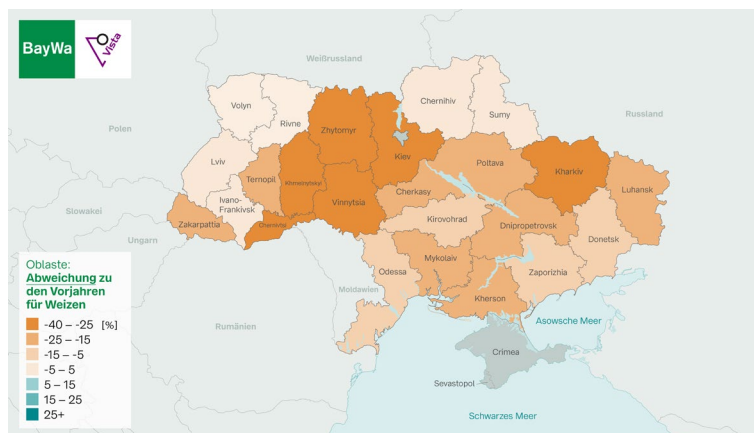 BayWa
Vista
Weißrussland
Russland
Polen
Slowakei
Ungarn
Rumänien
Moldawien
Volyn
Rivne
Zhytomyr
Kiev
Chernihiv
Sumy
Lviv
Ternopil
Khmelnytskyi
Vinnytsia
Cherkasy
Poltava
Kharkiv
Luhansk
Ivano-
Frankivsk
Zakarpattia
Chernivtsi
Kirovohrad
Dnipropetrovsk
Donetsk
Odessa
Mykolaiv
Zaporizhia
Kherson
Asowsche Meer
Crimea
Sevastopol
Schwarzes Meer
Oblaste:
Abweichung zu
den Vorjahren
für Weizen
-40 – -25 [%]
-25 – -15
-15 – -5
-5 – 5
5 – 15
15 – 25
25+